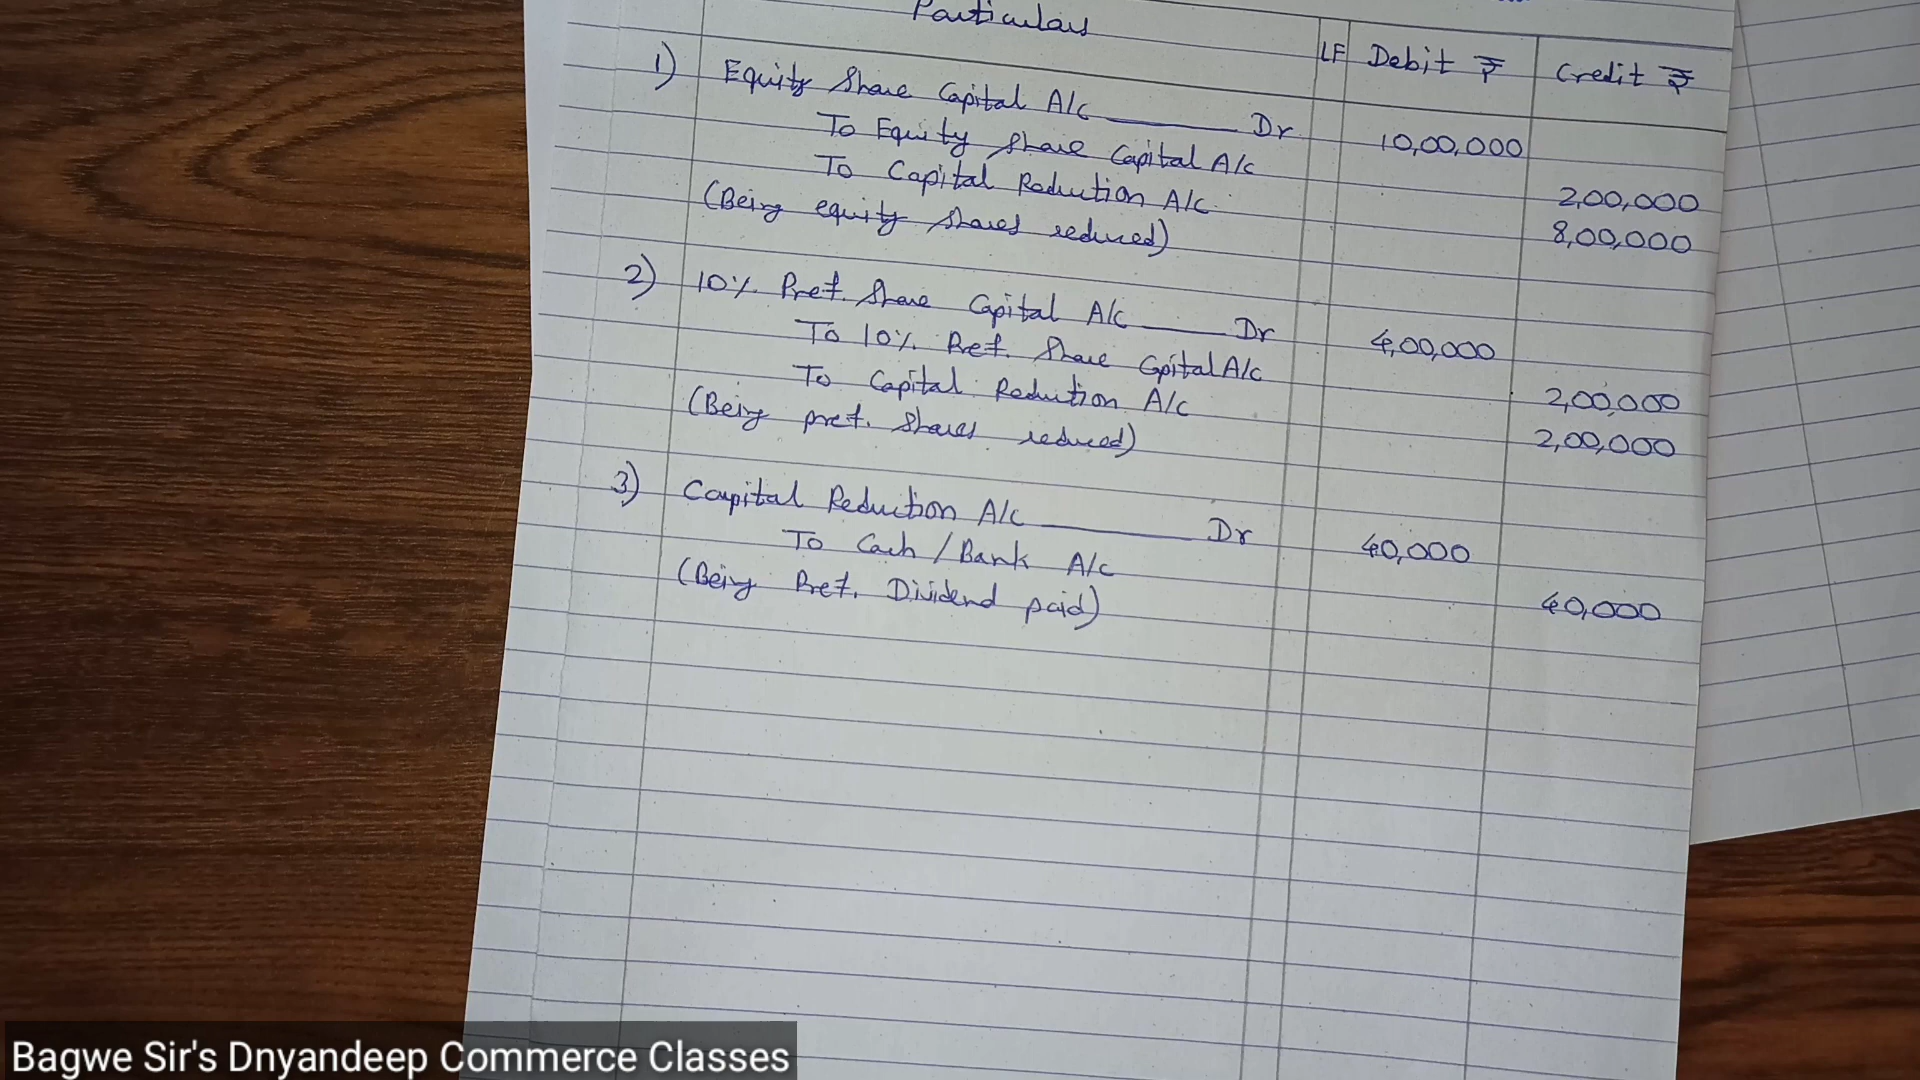 Particulars LF Debit ₹ Credit ₹
1) Equity Share Capital A/c ______ Dr 10,00,000
To Equity Share Capital A/c 2,00,000
To Capital Reduction A/c 8,00,000
(Being equity shares reduced)
2) 10% Pref. Share Capital A/c ______ Dr 4,00,000
To 10% Pref. Share Capital A/c 2,00,000
To Capital Reduction A/c 2,00,000
(Being pref. shares reduced)
3) Capital Reduction A/c ______ Dr 40,000
To Cash / Bank A/c 40,000
(Being Pref. Dividend paid)
Bagwe Sir's Dnyandeep Commerce Classes